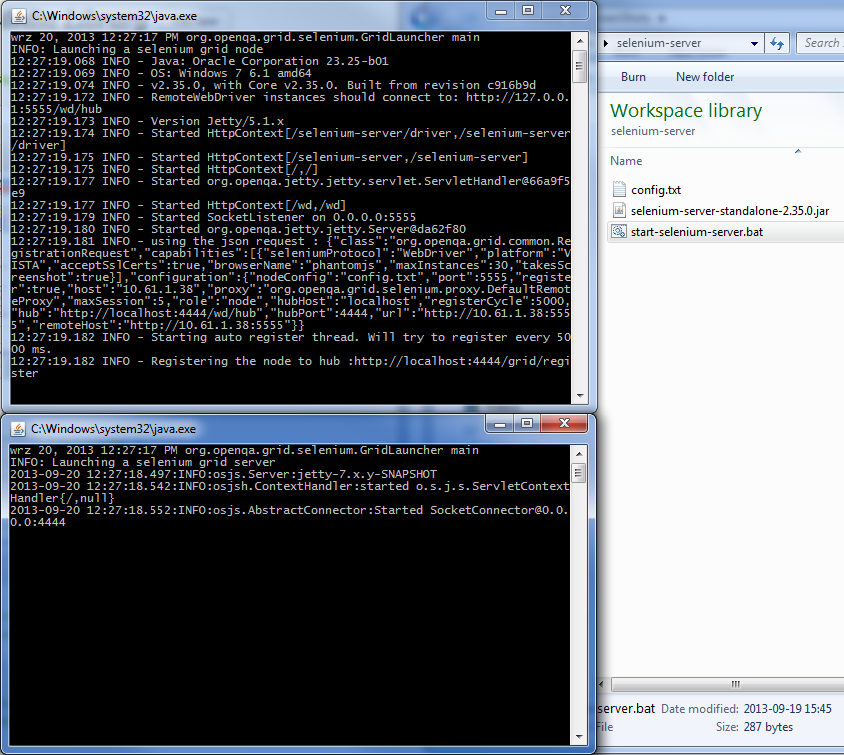 C:\Windows\system32\java.exe
wrz 20, 2013 12:27:17 PM org.openqa.grid.selenium.GridLauncher main
INFO: Launching a selenium grid node
12:27:19.068 INFO - Java: Oracle Corporation 23.25-b01
12:27:19.069 INFO - OS: Windows 7 6.1 amd64
12:27:19.074 INFO - v2.35.0, with Core v2.35.0. Built from revision c916b9d
12:27:19.172 INFO - RemoteWebDriver instances should connect to: http://127.0.0.
1:5555/wd/hub
12:27:19.173 INFO - Version Jetty/5.1.x
12:27:19.174 INFO - Started HttpContext[/selenium-server/driver,/selenium-server
/driver]
12:27:19.175 INFO - Started HttpContext[/selenium-server,/selenium-server]
12:27:19.175 INFO - Started HttpContext[/,/]
12:27:19.177 INFO - Started org.openqa.jetty.jetty.servlet.ServletHandler@66a9f5
e9
12:27:19.177 INFO - Started HttpContext[/wd,/wd]
12:27:19.179 INFO - Started SocketListener on 0.0.0.0:5555
12:27:19.180 INFO - Started org.openqa.jetty.jetty.Server@da62f80
12:27:19.181 INFO - using the json request : {"class":"org.openqa.grid.common.Re
gistrationRequest","capabilities":[{"seleniumProtocol":"WebDriver","platform":"V
ISTA","acceptSslCerts":true,"browserName":"phantomjs","maxInstances":30,"takesSc
reenshot":true}],"configuration":{"nodeConfig":"config.txt","port":5555,"registe
r":true,"host":"10.61.1.38","proxy":"org.openqa.grid.selenium.proxy.DefaultRemot
eProxy","maxSession":5,"role":"node","hubHost":"localhost","registerCycle":5000,
"hub":"http://localhost:4444/wd/hub","hubPort":4444,"url":"http://10.61.1.38:555
5","remoteHost":"http://10.61.1.38:5555"}}
12:27:19.182 INFO - Starting auto register thread. Will try to register every 50
00 ms.
12:27:19.182 INFO - Registering the node to hub :http://localhost:4444/grid/regi
ster
C:\Windows\system32\java.exe
wrz 20, 2013 12:27:17 PM org.openqa.grid.selenium.GridLauncher main
INFO: Launching a selenium grid server
2013-09-20 12:27:18.497:INFO:osjs.Server:jetty-7.x.y-SNAPSHOT
2013-09-20 12:27:18.542:INFO:osjsh.ContextHandler:started o.s.j.s.ServletContext
Handler{/,null}
2013-09-20 12:27:18.552:INFO:osjs.AbstractConnector:Started SocketConnector@0.0.
0.0:4444
selenium-server
Search
Burn New folder
Workspace library
selenium-server
Name
config.txt
selenium-server-standalone-2.35.0.jar
start-selenium-server.bat
server.bat Date modified: 2013-09-19 15:45
File Size: 287 bytes